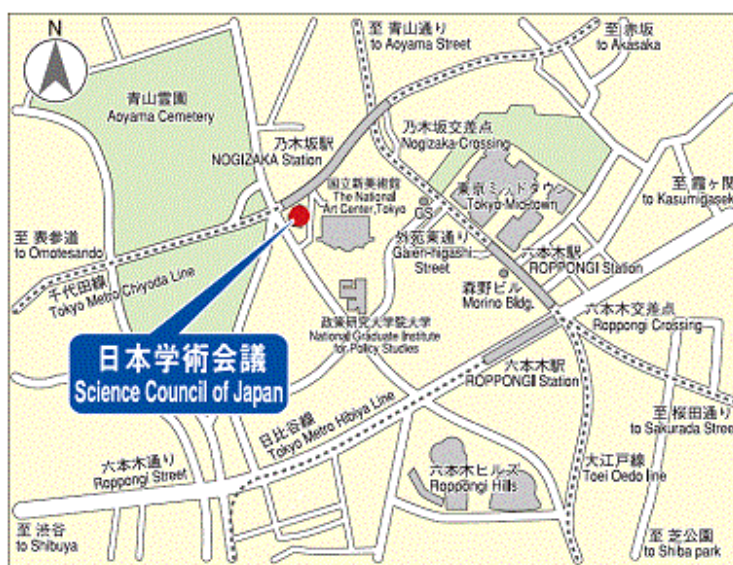 N
至 青山通り
to Aoyama Street
至 赤坂
to Akasaka
青山霊園
Aoyama Cemetery
乃木坂駅
NOGIZAKA Station
乃木坂交差点
Nogizaka-Crossing
国立新美術館
The National
Art Center,Tokyo
東京ミッドタウン
Tokyo-Mid-town
至 霞ヶ関
to Kasumigaseki
GS
至 表参道
to Omotesando
外苑東通り
Gaien-higashi
Street
六本木駅
ROPPONGI Station
千代田線
Tokyo Metro Chiyoda Line
森野ビル
Morino Bldg.
六本木交差点
Roppongi Crossing
政策研究大学院大学
National Graduate Institute
for Policy Studies
日本学術会議
Science Council of Japan
六本木駅
ROPPONGI Station
日比谷線
Tokyo Metro Hibiya Line
至 桜田通り
to Sakurada Street
六本木通り
Roppongi Street
六本木ヒルズ
Roppongi Hills
大江戸線
Toei Oedo line
至 渋谷
to Shibuya
至 芝公園
to Shiba park